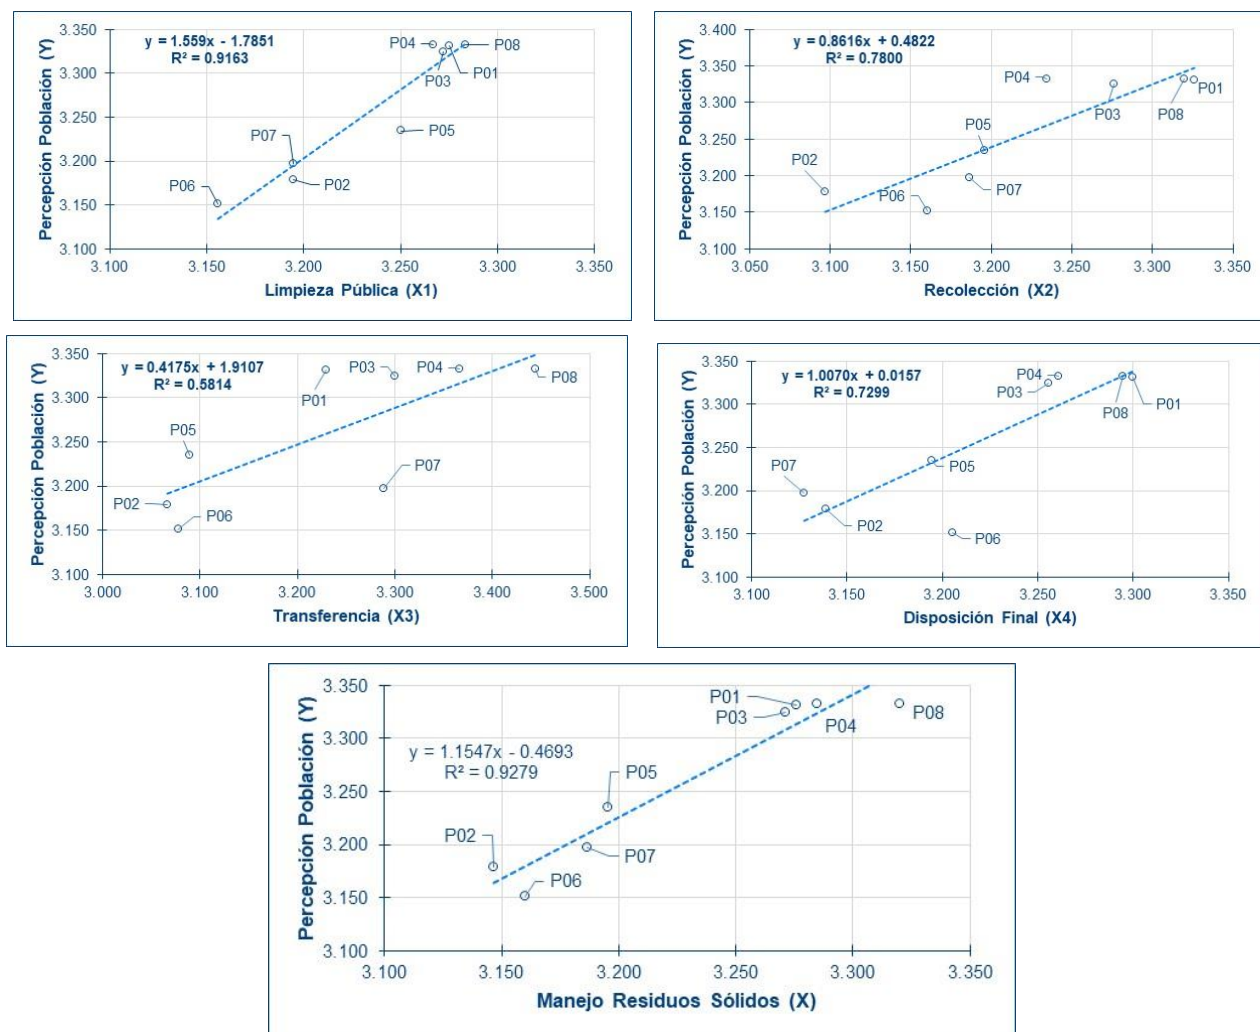 y = 1.559x - 1.7851
R² = 0.9163
Percepción Población (Y)
3.350
3.300
3.250
3.200
3.150
3.100
P04
P08
P03
P01
P05
P07
P02
P06
3.100 3.150 3.200 3.250 3.300 3.350
Limpieza Pública (X1)
y = 0.8616x + 0.4822
R² = 0.7800
Percepción Población (Y)
3.400
3.350
3.300
3.250
3.200
3.150
3.100
P04
P01
P03
P08
P05
P02
P07
P06
3.050 3.100 3.150 3.200 3.250 3.300 3.350
Recolección (X2)
y = 0.4175x + 1.9107
R² = 0.5814
Percepción Población (Y)
3.350
3.300
3.250
3.200
3.150
3.100
P03
P04
P08
P01
P05
P07
P02
P06
3.000 3.100 3.200 3.300 3.400 3.500
Transferencia (X3)
y = 1.0070x + 0.0157
R² = 0.7299
Percepción Población (Y)
3.350
3.300
3.250
3.200
3.150
3.100
P04
P03
P08
P01
P07
P05
P02
P06
3.100 3.150 3.200 3.250 3.300 3.350
Disposición Final (X4)
y = 1.1547x - 0.4693
R² = 0.9279
Percepción Población (Y)
3.350
3.300
3.250
3.200
3.150
3.100
P01
P03
P04
P08
P05
P02
P07
P06
3.100 3.150 3.200 3.250 3.300 3.350
Manejo Residuos Sólidos (X)